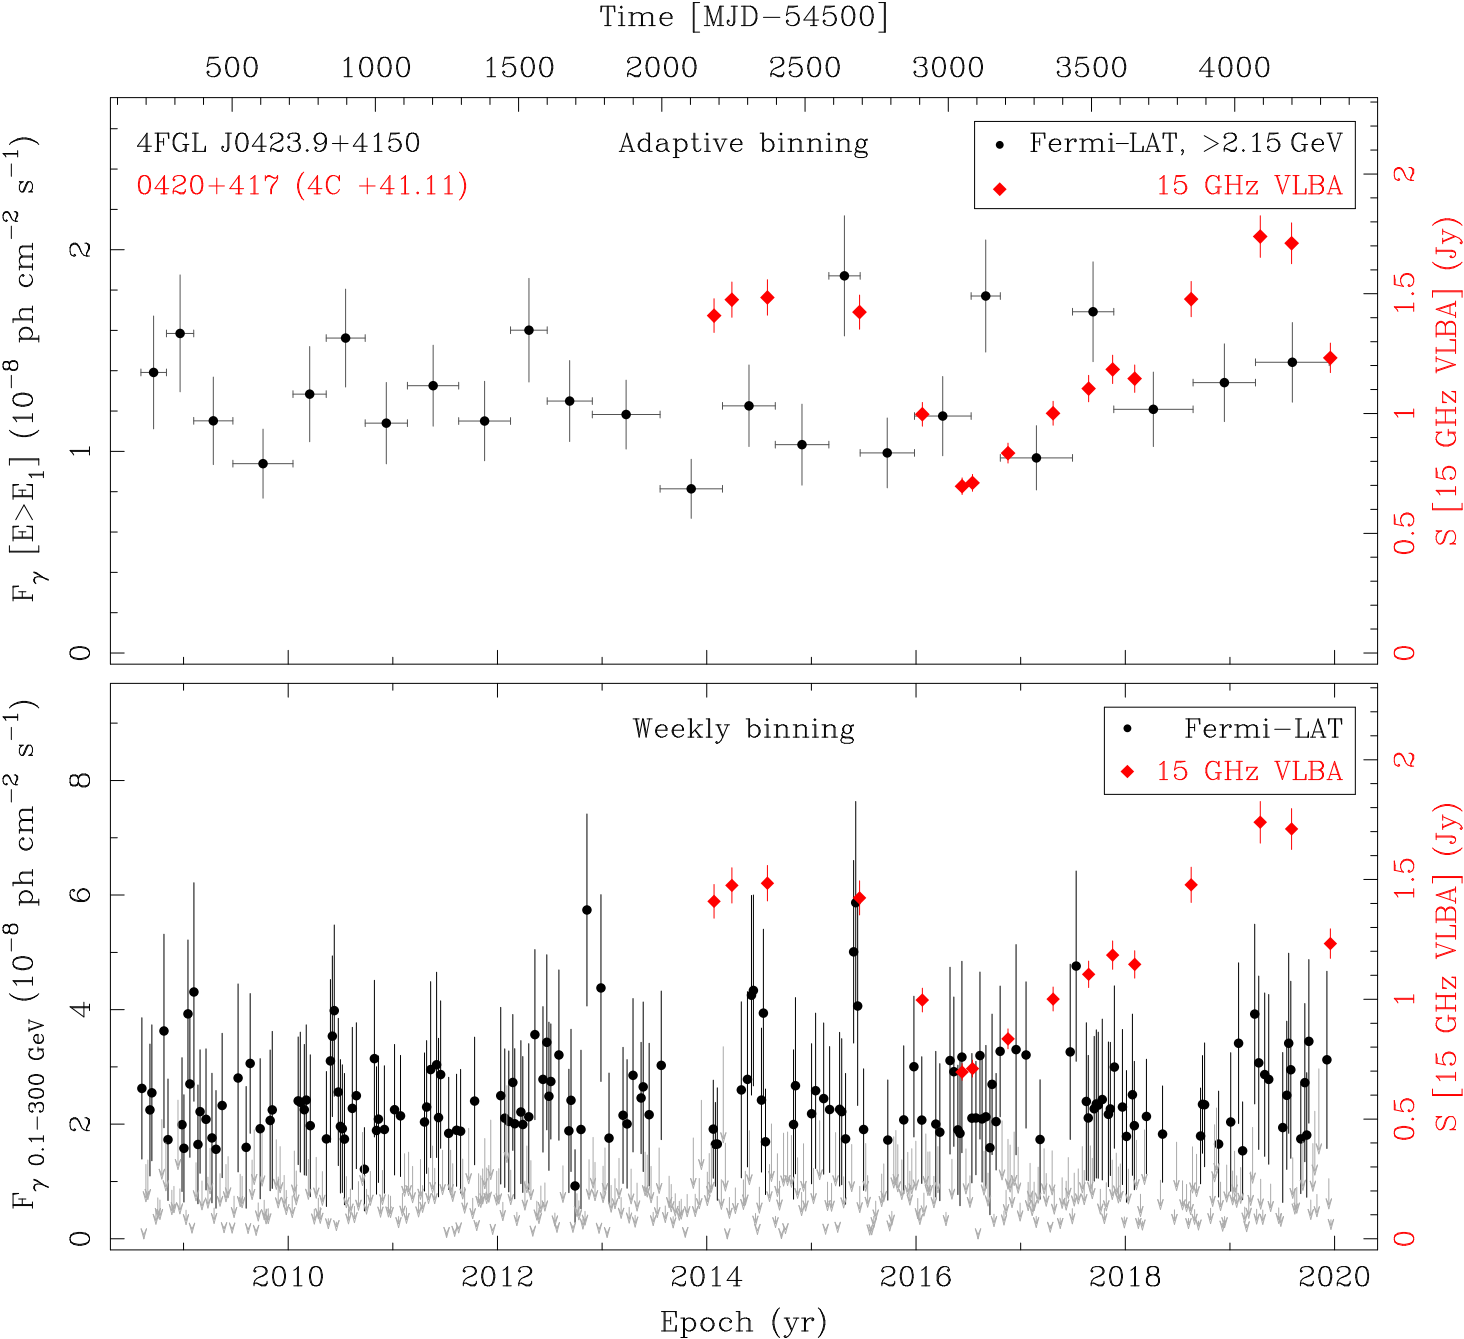 Time [MJD−54500]
500 1000 1500 2000 2500 3000 3500 4000
4FGL J0423.9+4150
Adaptive binning
Fermi−LAT, >2.15 GeV
0420+417 (4C +41.11)
15 GHz VLBA
F_γ [E>E_1] (10^−8 ph cm^−2 s^−1)
0 1 2
S [15 GHz VLBA] (Jy)
0 0.5 1 1.5 2
Weekly binning
Fermi−LAT
15 GHz VLBA
F_γ 0.1−300 GeV (10^−8 ph cm^−2 s^−1)
0 2 4 6 8
S [15 GHz VLBA] (Jy)
0 0.5 1 1.5 2
2010 2012 2014 2016 2018 2020
Epoch (yr)